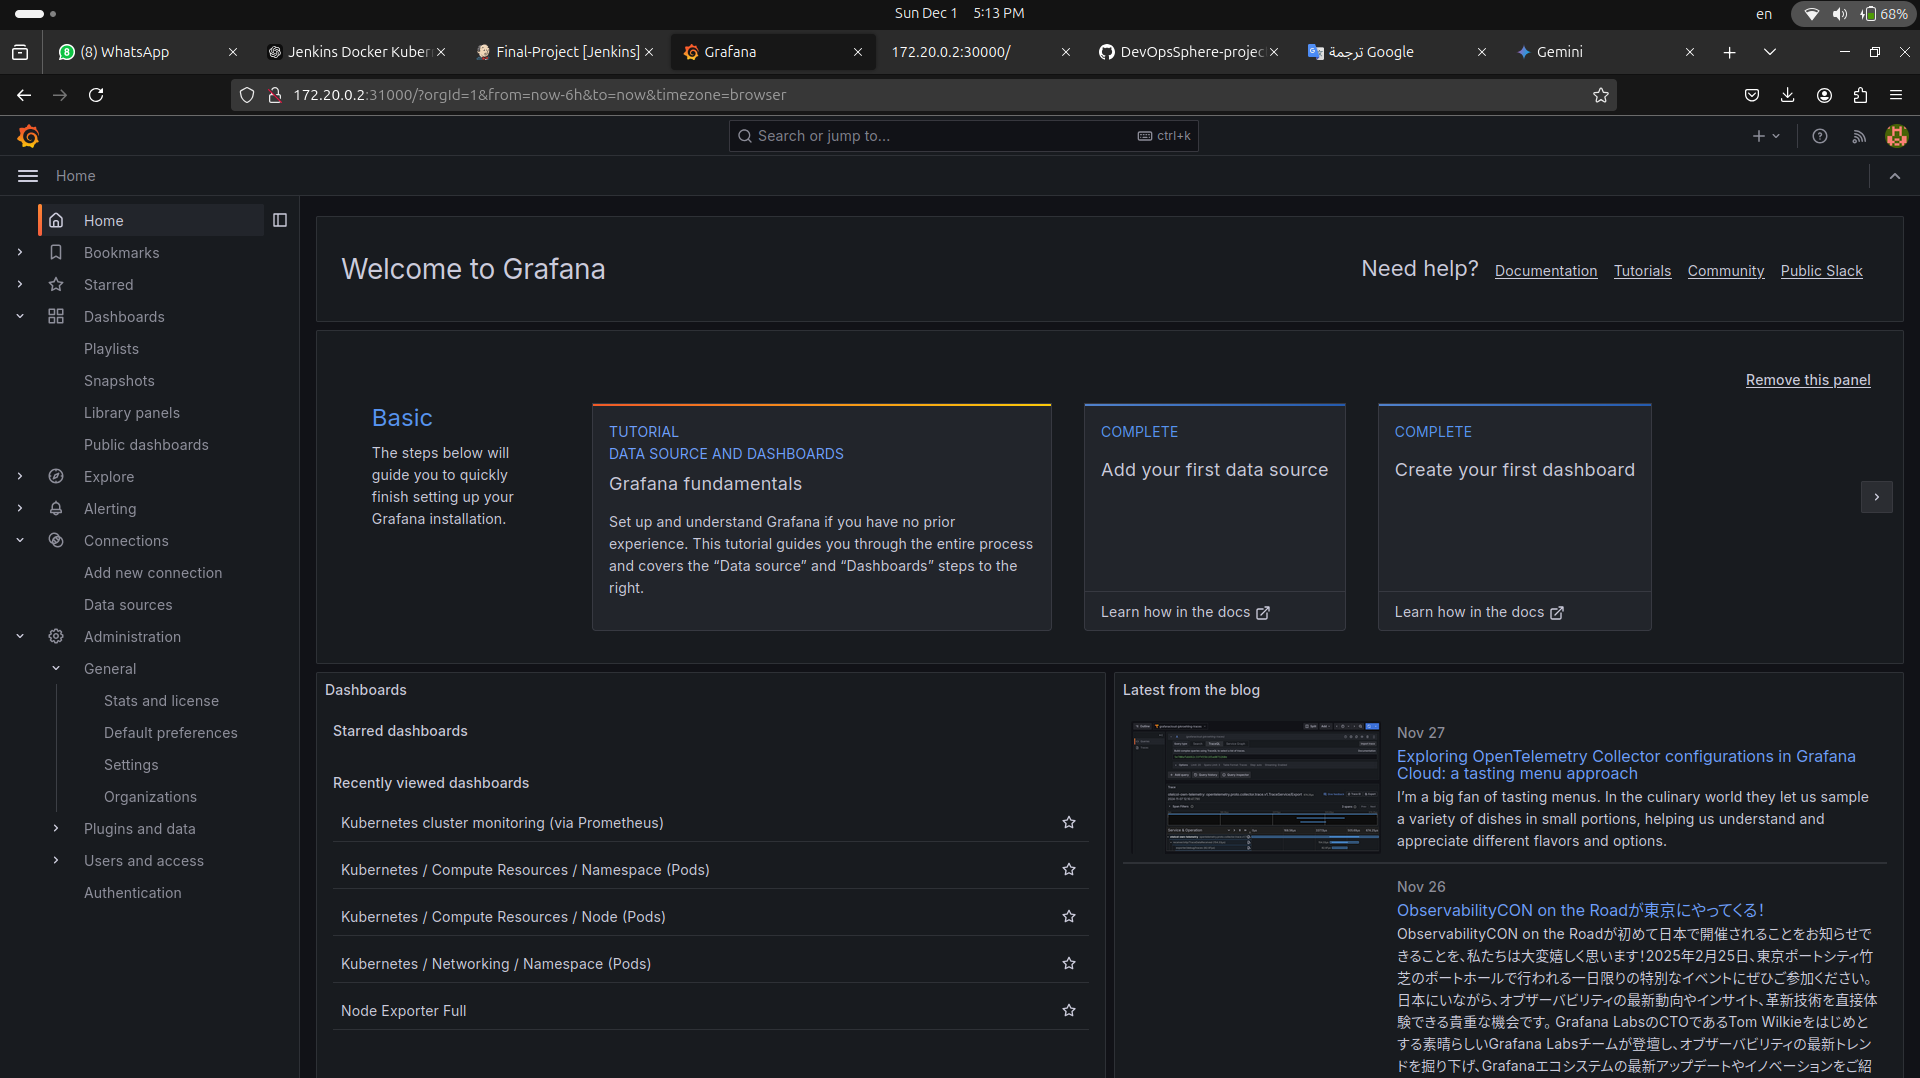 Sun Dec 1 5:13 PM
en
68%
(8) WhatsApp
Jenkins Docker Kuber
Final-Project [Jenkins]
Grafana
172.20.0.2:30000/
DevOpsSphere-projec
ترجمة Google
Gemini
172.20.0.2:31000/?orgId=1&from=now-6h&to=now&timezone=browser
Search or jump to...
ctrl+k
Home
Home
Bookmarks
Starred
Dashboards
Playlists
Snapshots
Library panels
Public dashboards
Explore
Alerting
Connections
Add new connection
Data sources
Administration
General
Stats and license
Default preferences
Settings
Organizations
Plugins and data
Users and access
Authentication
Welcome to Grafana
Need help?
Documentation
Tutorials
Community
Public Slack
Remove this panel
Basic
The steps below will
guide you to quickly
finish setting up your
Grafana installation.
TUTORIAL
DATA SOURCE AND DASHBOARDS
Grafana fundamentals
Set up and understand Grafana if you have no prior
experience. This tutorial guides you through the entire process
and covers the “Data source” and “Dashboards” steps to the
right.
COMPLETE
Add your first data source
Learn how in the docs
COMPLETE
Create your first dashboard
Learn how in the docs
Dashboards
Starred dashboards
Recently viewed dashboards
Kubernetes cluster monitoring (via Prometheus)
Kubernetes / Compute Resources / Namespace (Pods)
Kubernetes / Compute Resources / Node (Pods)
Kubernetes / Networking / Namespace (Pods)
Node Exporter Full
Latest from the blog
Nov 27
Exploring OpenTelemetry Collector configurations in Grafana
Cloud: a tasting menu approach
I’m a big fan of tasting menus. In the culinary world they let us sample
a variety of dishes in small portions, helping us understand and
appreciate different flavors and options.
Nov 26
ObservabilityCON on the Roadが東京にやってくる！
ObservabilityCON on the Roadが初めて日本で開催されることをお知らせで
きることを、私たちは大変嬉しく思います！2025年2月25日、東京ポートシティ竹
芝のポートホールで行われる一日限りの特別なイベントにぜひご参加ください。
日本にいながら、オブザーバビリティの最新動向やインサイト、革新技術を直接体
験できる貴重な機会です。 Grafana LabsのCTOであるTom Wilkieをはじめと
する素晴らしいGrafana Labsチームが登壇し、オブザーバビリティの最新トレン
ドを掘り下げ、Grafanaエコシステムの最新アップデートやイノベーションをご紹